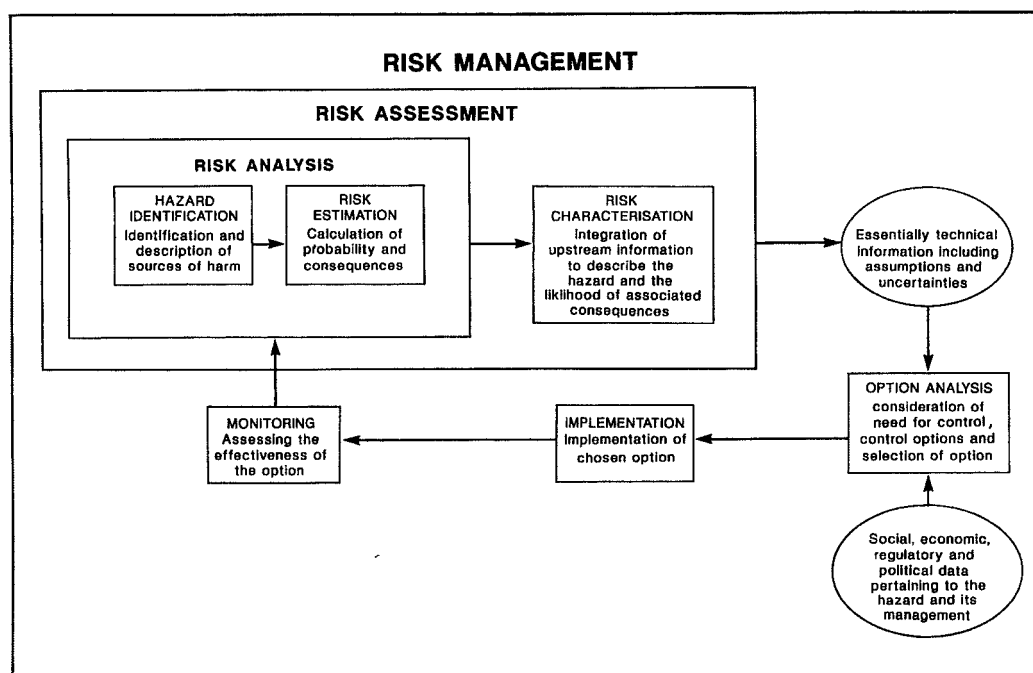 RISK MANAGEMENT
RISK ASSESSMENT
RISK ANALYSIS
HAZARD
IDENTIFICATION
Identification and
description of
sources of harm
RISK
ESTIMATION
Calculation of
probability and
consequences
RISK
CHARACTERISATION
Integration of
upstream information
to describe the
hazard and the
liklihood of associated
consequences
Essentially technical
information including
assumptions and
uncertainties
OPTION ANALYSIS
consideration of
need for control,
control options and
selection of option
IMPLEMENTATION
Implementation of
chosen option
MONITORING
Assessing the
effectiveness of
the option
Social, economic,
regulatory and
political data
pertaining to the
hazard and its
management